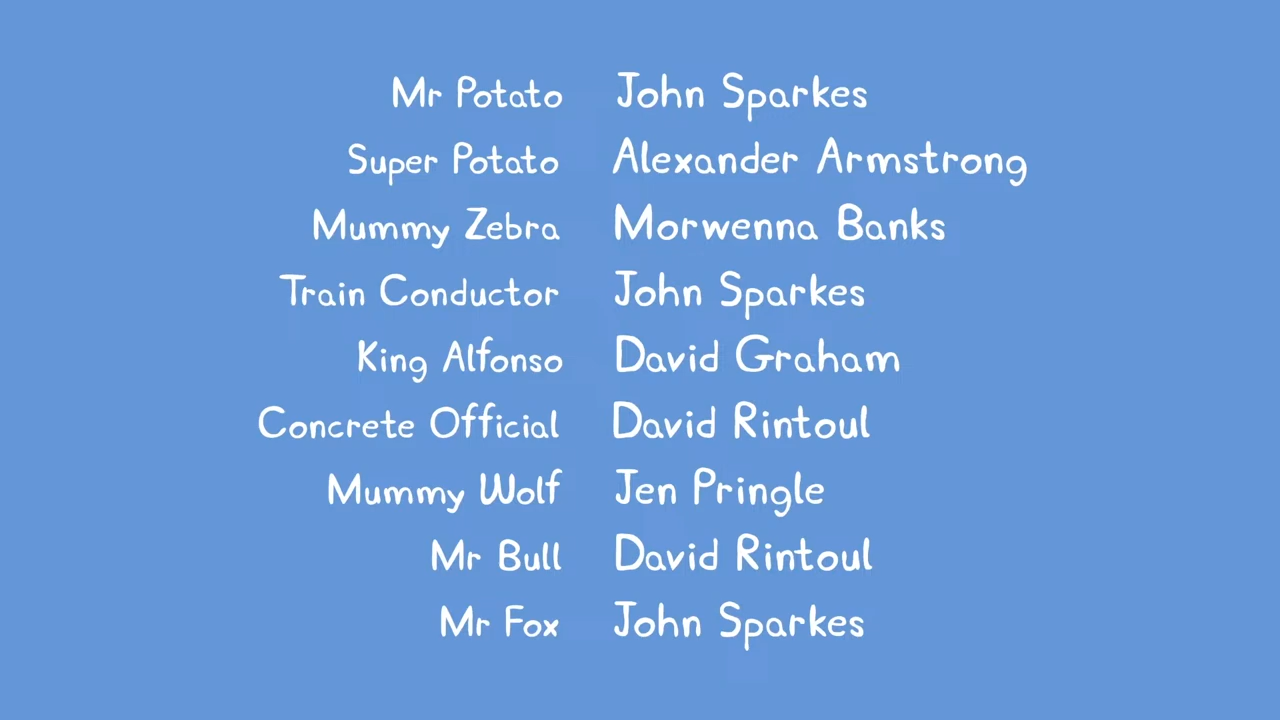 Mr Potato John Sparkes
Super Potato Alexander Armstrong
Mummy Zebra Morwenna Banks
Train Conductor John Sparkes
King Alfonso David Graham
Concrete Official David Rintoul
Mummy Wolf Jen Pringle
Mr Bull David Rintoul
Mr Fox John Sparkes